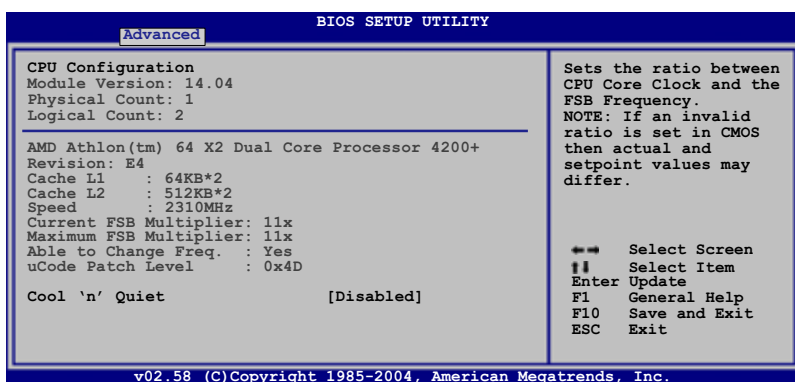 BIOS SETUP UTILITY
Advanced
CPU Configuration
Module Version: 14.04
Physical Count: 1
Logical Count: 2
AMD Athlon(tm) 64 X2 Dual Core Processor 4200+
Revision: E4
Cache L1 : 64KB*2
Cache L2 : 512KB*2
Speed : 2310MHz
Current FSB Multiplier: 11x
Maximum FSB Multiplier: 11x
Able to Change Freq. : Yes
uCode Patch Level : 0x4D
Cool ‘n’ Quiet [Disabled]
Sets the ratio between
CPU Core Clock and the
FSB Frequency.
NOTE: If an invalid
ratio is set in CMOS
then actual and
setpoint values may
differ.
Select Screen
Select Item
Enter Update
F1 General Help
F10 Save and Exit
ESC Exit
v02.58 (C)Copyright 1985-2004, American Megatrends, Inc.